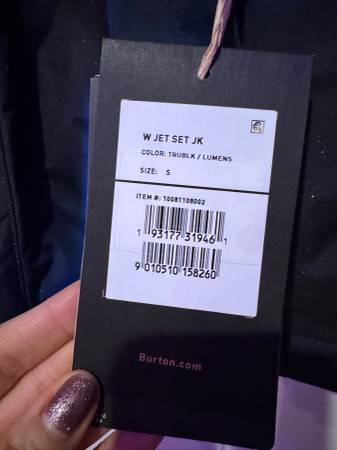 W JET SET JK
COLOR: TRUBLK / LUMENS
SIZE: S
ITEM #: 10081108002
1 93177 31946 1
9 010510 158260
Burton.com